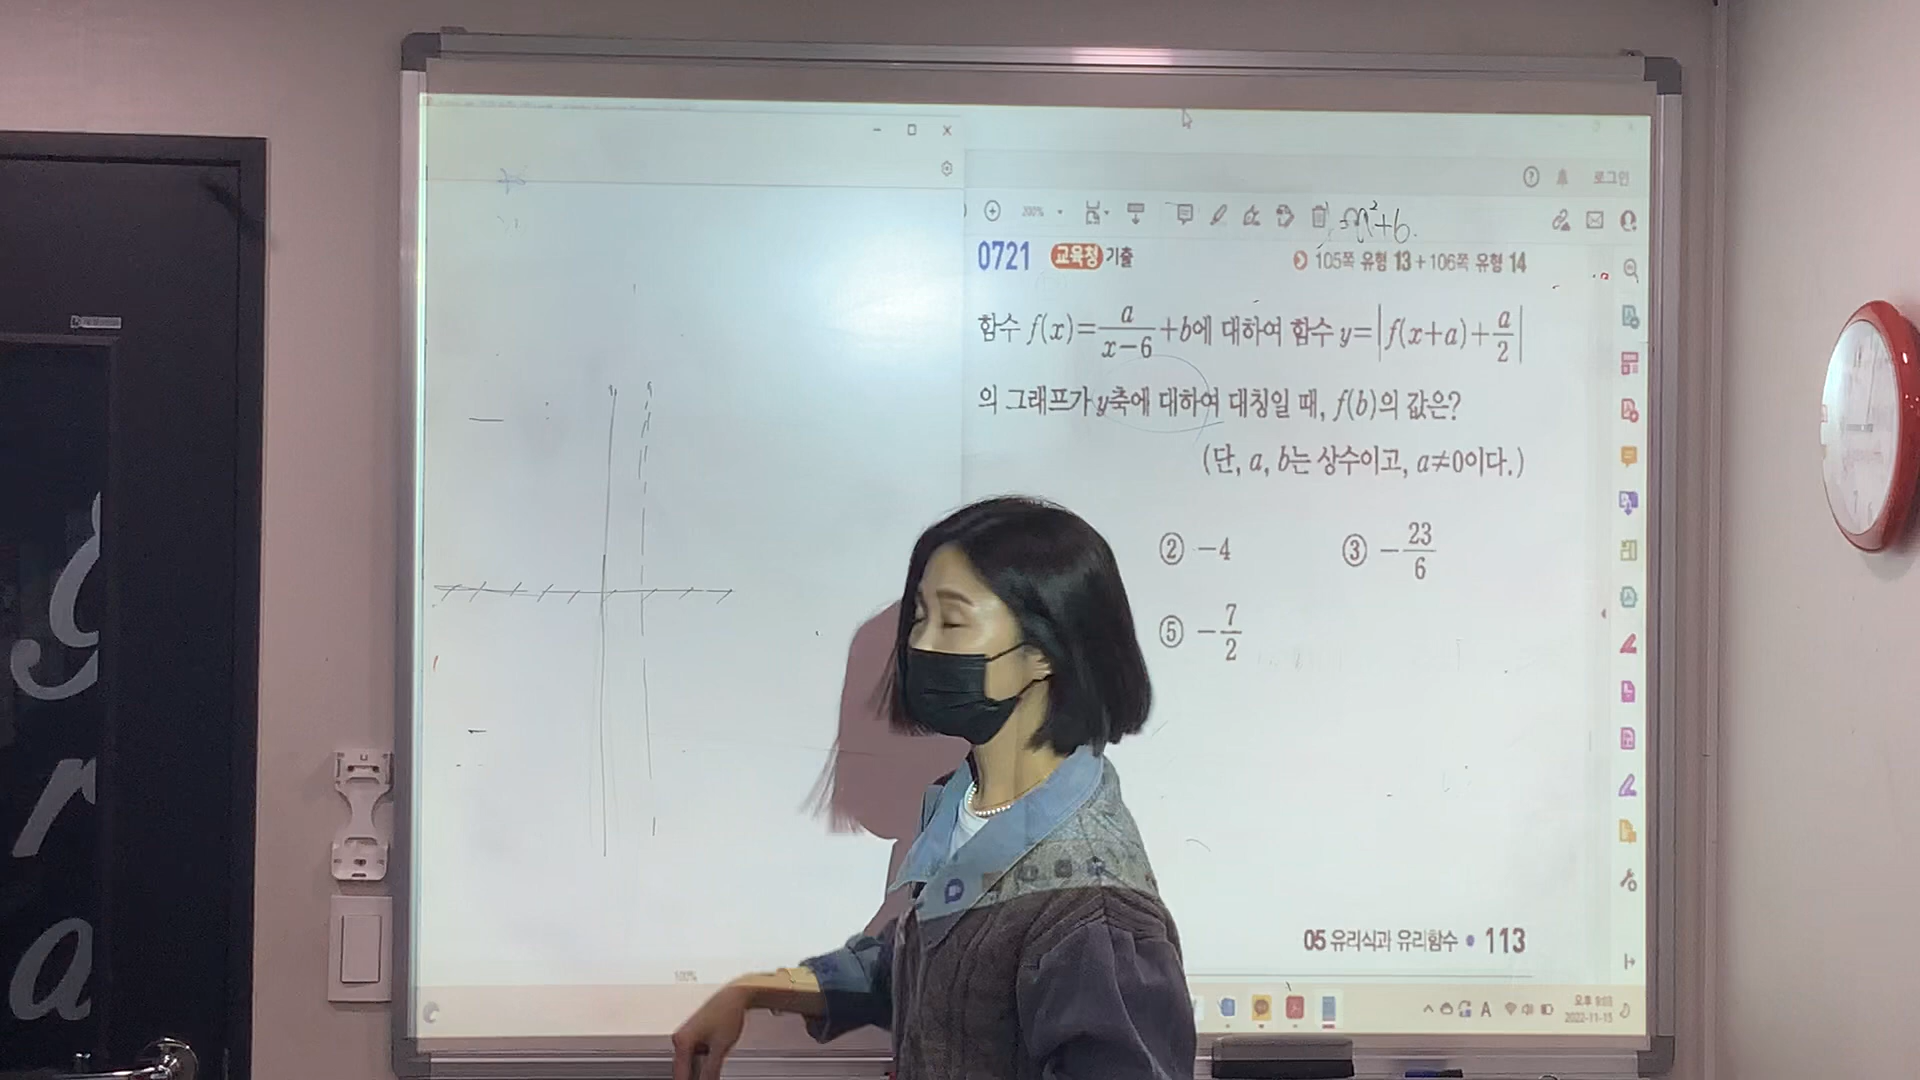 200%
로그인
=m²+6.
0721 교육청 기출
105쪽 유형 13+106쪽 유형 14
함수 f(x)=a/(x-6)+b에 대하여 함수 y=|f(x+a)+a/2|
의 그래프가 y축에 대하여 대칭일 때, f(b)의 값은?
(단, a, b는 상수이고, a≠0이다.)
② -4 ③ -23/6
⑤ -7/2
05 유리식과 유리함수 • 113
100%
A
2022-11-15
g
r
a